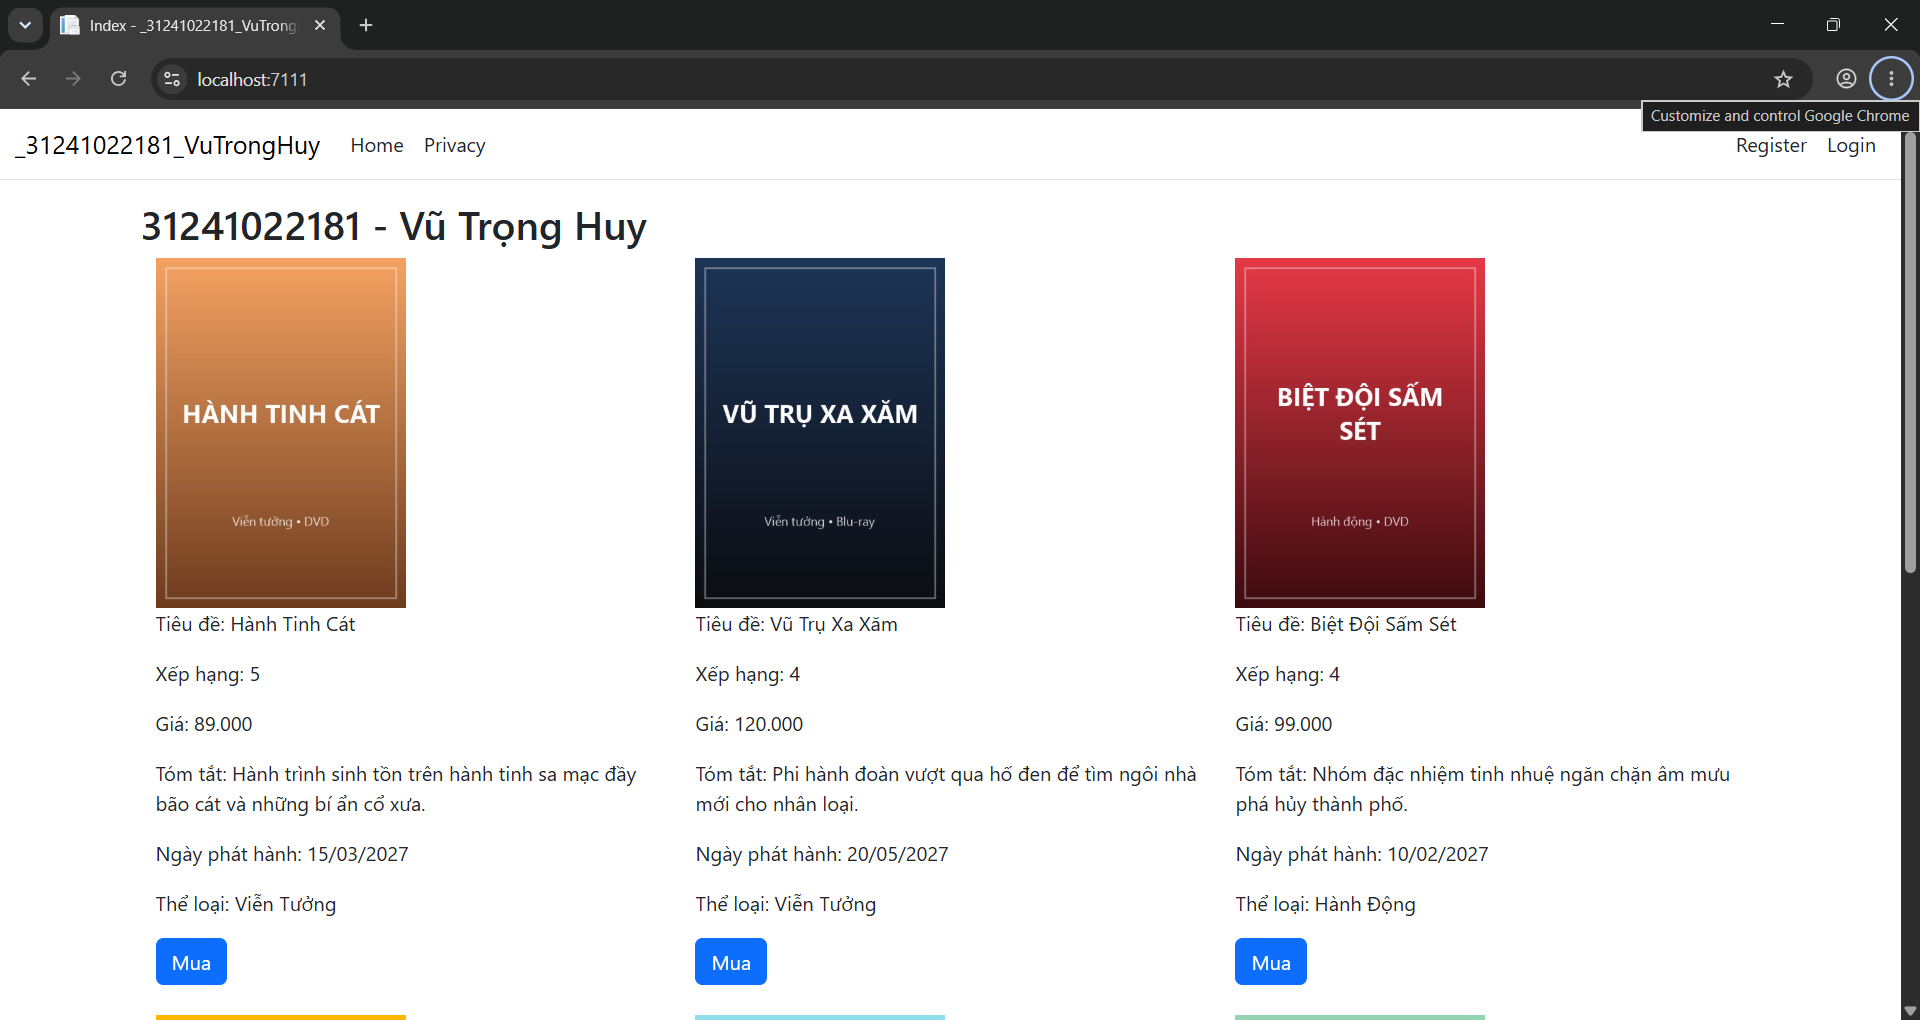 Index - _31241022181_VuTrong
localhost:7111
Customize and control Google Chrome
_31241022181_VuTrongHuy
Home
Privacy
Register
Login
31241022181 - Vũ Trọng Huy
HÀNH TINH CÁT
Viễn tưởng • DVD
VŨ TRỤ XA XĂM
Viễn tưởng • Blu-ray
BIỆT ĐỘI SẤM
SÉT
Hành động • DVD
Tiêu đề: Hành Tinh Cát
Xếp hạng: 5
Giá: 89.000
Tóm tắt: Hành trình sinh tồn trên hành tinh sa mạc đầy
bão cát và những bí ẩn cổ xưa.
Ngày phát hành: 15/03/2027
Thể loại: Viễn Tưởng
Mua
Tiêu đề: Vũ Trụ Xa Xăm
Xếp hạng: 4
Giá: 120.000
Tóm tắt: Phi hành đoàn vượt qua hố đen để tìm ngôi nhà
mới cho nhân loại.
Ngày phát hành: 20/05/2027
Thể loại: Viễn Tưởng
Mua
Tiêu đề: Biệt Đội Sấm Sét
Xếp hạng: 4
Giá: 99.000
Tóm tắt: Nhóm đặc nhiệm tinh nhuệ ngăn chặn âm mưu
phá hủy thành phố.
Ngày phát hành: 10/02/2027
Thể loại: Hành Động
Mua